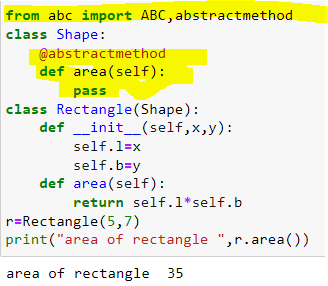 from abc import ABC,abstractmethod
class Shape:
    @abstractmethod
    def area(self):
        pass
class Rectangle(Shape):
    def __init__(self,x,y):
        self.l=x
        self.b=y
    def area(self):
        return self.l*self.b
r=Rectangle(5,7)
print("area of rectangle ",r.area())
area of rectangle  35